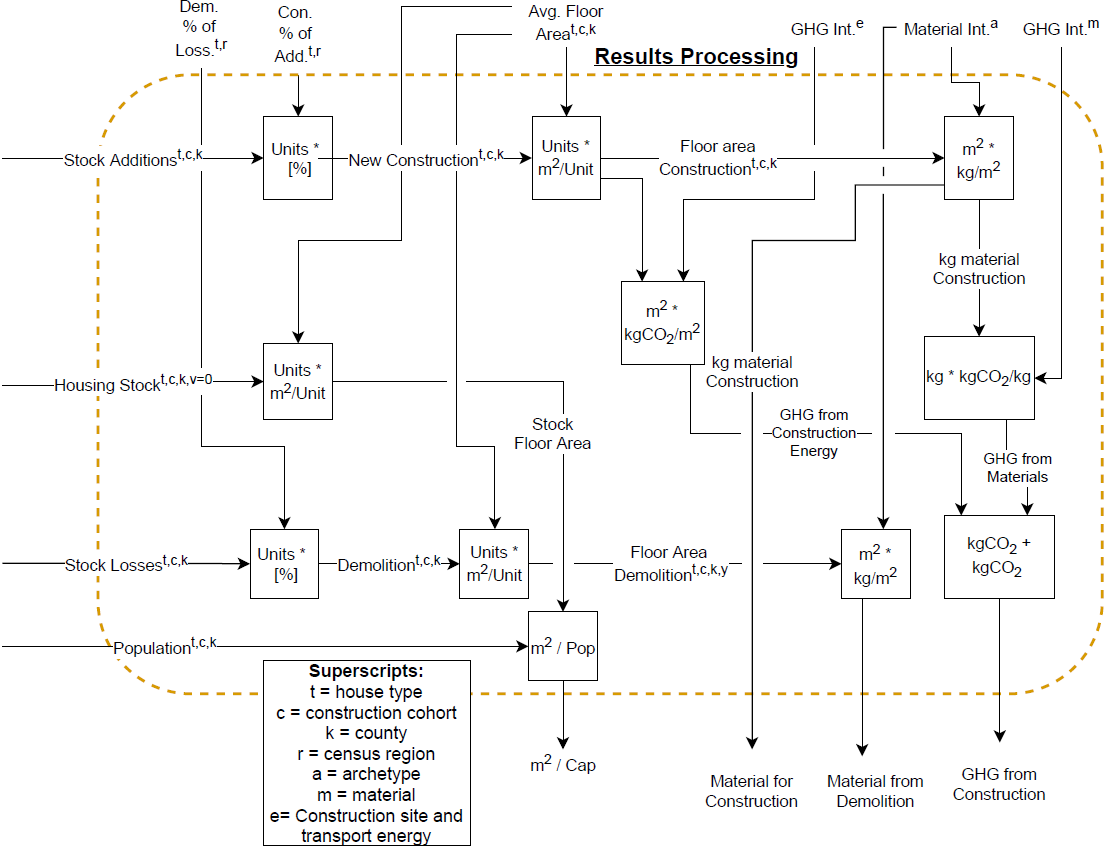 Dem.
% of
Loss.t,r
Con.
% of
Add.t,r
Avg. Floor
Areat,c,k
GHG Int.e
Material Int.a
GHG Int.m
Results Processing
Stock Additionst,c,k
Units *
[%]
New Constructiont,c,k
Units *
m2/Unit
Floor area
Constructiont,c,k
m2 *
kg/m2
kg material
Construction
m2 *
kgCO2/m2
Housing Stockt,c,k,v=0
Units *
m2/Unit
kg material
Construction
kg * kgCO2/kg
Stock
Floor Area
GHG from
Construction
Energy
GHG from
Materials
Stock Lossest,c,k
Units *
[%]
Demolitiont,c,k
Units *
m2/Unit
Floor Area
Demolitiont,c,k,y
m2 *
kg/m2
kgCO2 +
kgCO2
Populationt,c,k
m2 / Pop
Superscripts:
t = house type
c = construction cohort
k = county
r = census region
a = archetype
m = material
e= Construction site and
transport energy
m2 / Cap
Material for
Construction
Material from
Demolition
GHG from
Construction